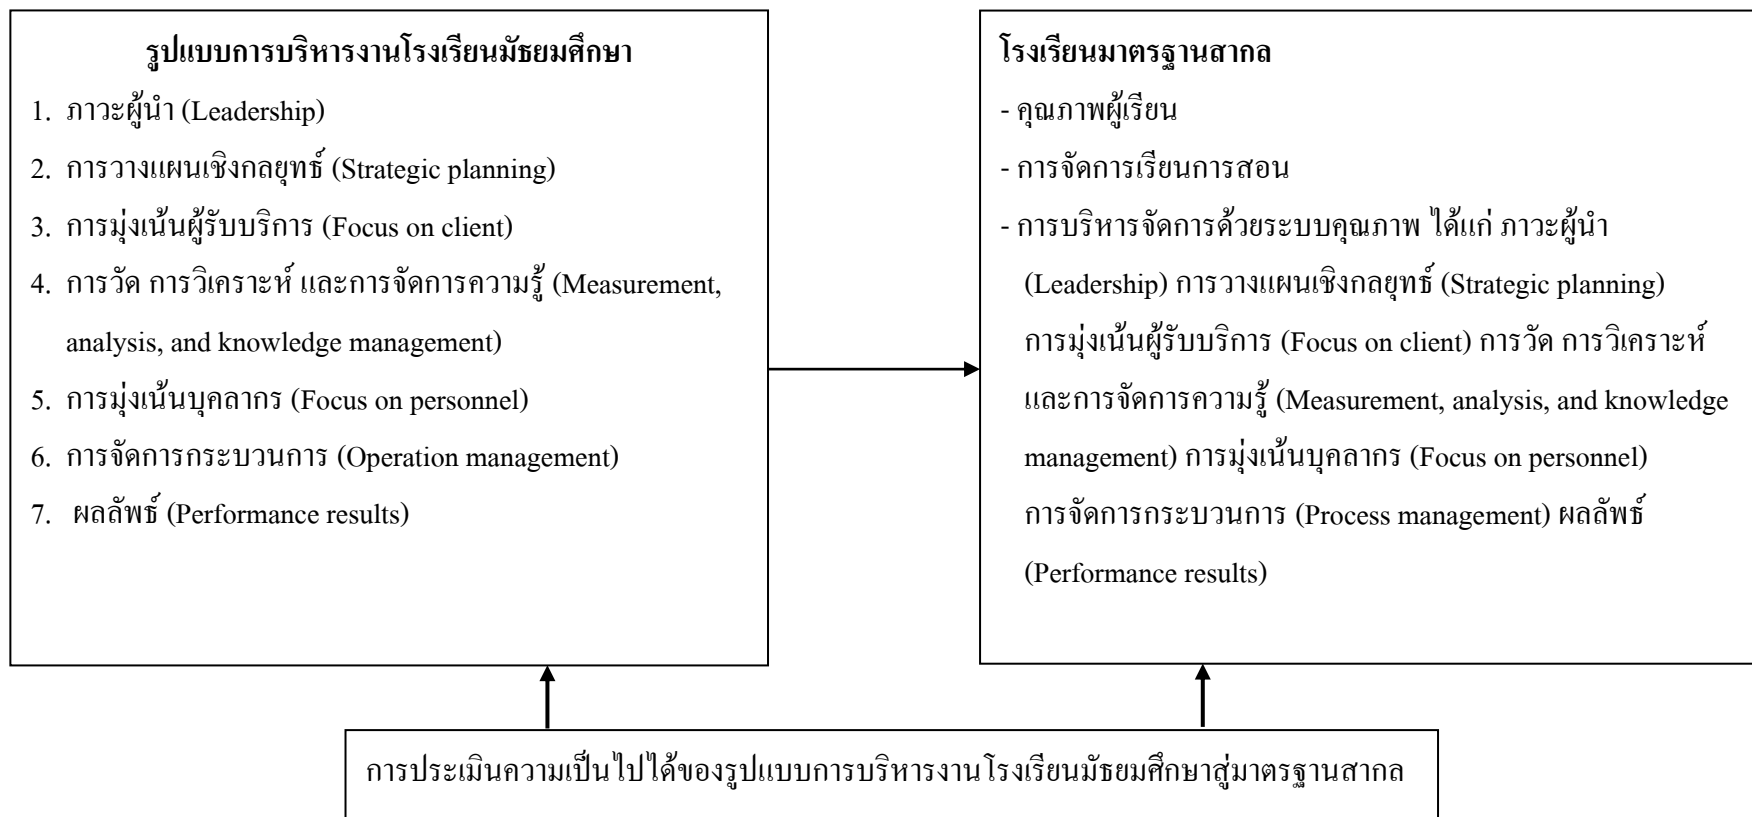 รูปแบบการบริหารงานโรงเรียนมัธยมศึกษา
1. ภาวะผู้นำ (Leadership)
2. การวางแผนเชิงกลยุทธ์ (Strategic planning)
3. การมุ่งเน้นผู้รับบริการ (Focus on client)
4. การวัด การวิเคราะห์ และการจัดการความรู้ (Measurement,
analysis, and knowledge management)
5. การมุ่งเน้นบุคลากร (Focus on personnel)
6. การจัดการกระบวนการ (Operation management)
7. ผลลัพธ์ (Performance results)
โรงเรียนมาตรฐานสากล
- คุณภาพผู้เรียน
- การจัดการเรียนการสอน
- การบริหารจัดการด้วยระบบคุณภาพ ได้แก่ ภาวะผู้นำ
(Leadership) การวางแผนเชิงกลยุทธ์ (Strategic planning)
การมุ่งเน้นผู้รับบริการ (Focus on client) การวัด การวิเคราะห์
และการจัดการความรู้ (Measurement, analysis, and knowledge
management) การมุ่งเน้นบุคลากร (Focus on personnel)
การจัดการกระบวนการ (Process management) ผลลัพธ์
(Performance results)
การประเมินความเป็นไปได้ของรูปแบบการบริหารงานโรงเรียนมัธยมศึกษาสู่มาตรฐานสากล